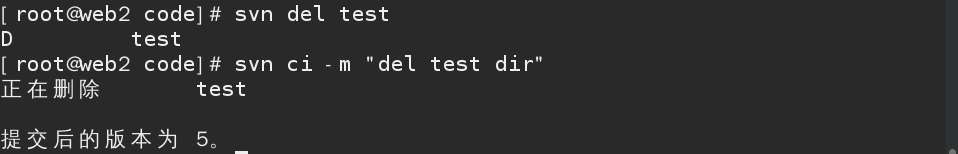 [root@web2 code]# svn del test
D         test
[root@web2 code]# svn ci -m "del test dir"
正在删除       test
提交后的版本为 5。